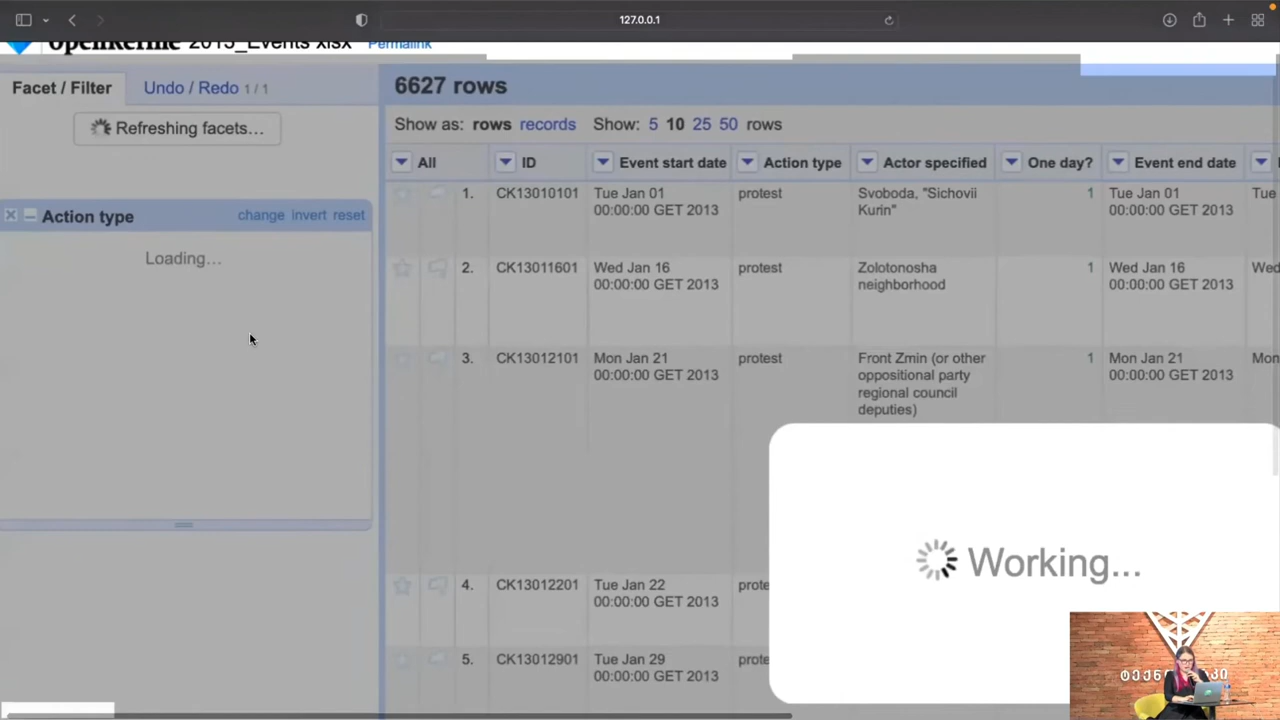 127.0.0.1
openRefine 2013_Events xlsx Permalink
Facet / Filter Undo / Redo 1 / 1
Refreshing facets...
Action type change invert reset
Loading...
6627 rows
Show as: rows records Show: 5 10 25 50 rows
All ID Event start date Action type Actor specified One day? Event end date
1. CK13010101 Tue Jan 01 00:00:00 GET 2013 protest Svoboda, "Sichovii Kurin" 1 Tue Jan 01 00:00:00 GET 2013 Tue
2. CK13011601 Wed Jan 16 00:00:00 GET 2013 protest Zolotonosha neighborhood 1 Wed Jan 16 00:00:00 GET 2013 Wed
3. CK13012101 Mon Jan 21 00:00:00 GET 2013 protest Front Zmin (or other oppositional party regional council deputies) 1 Mon Jan 21 00:00:00 GET 2013 Mon
4. CK13012201 Tue Jan 22 00:00:00 GET 2013 prote
5. CK13012901 Tue Jan 29 00:00:00 GET 2013 prote
Working...